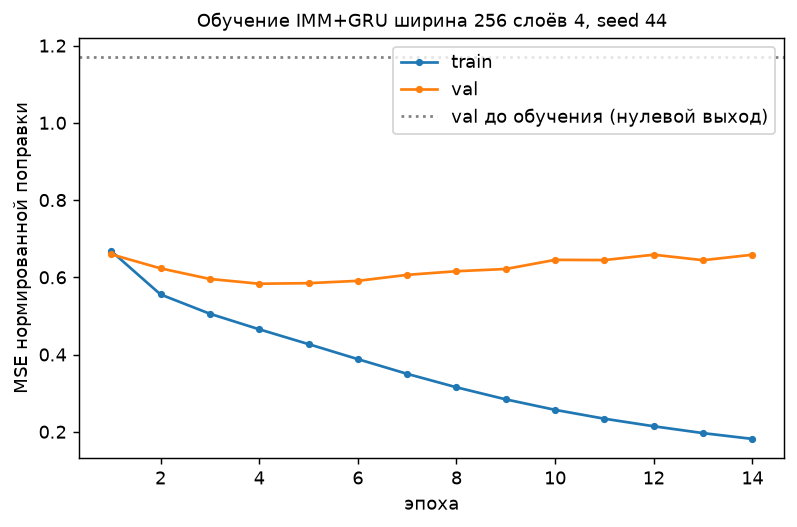 Обучение IMM+GRU ширина 256 слоёв 4, seed 44
MSE нормированной поправки
1.2
1.0
0.8
0.6
0.4
0.2
train
val
val до обучения (нулевой выход)
2 4 6 8 10 12 14
эпоха